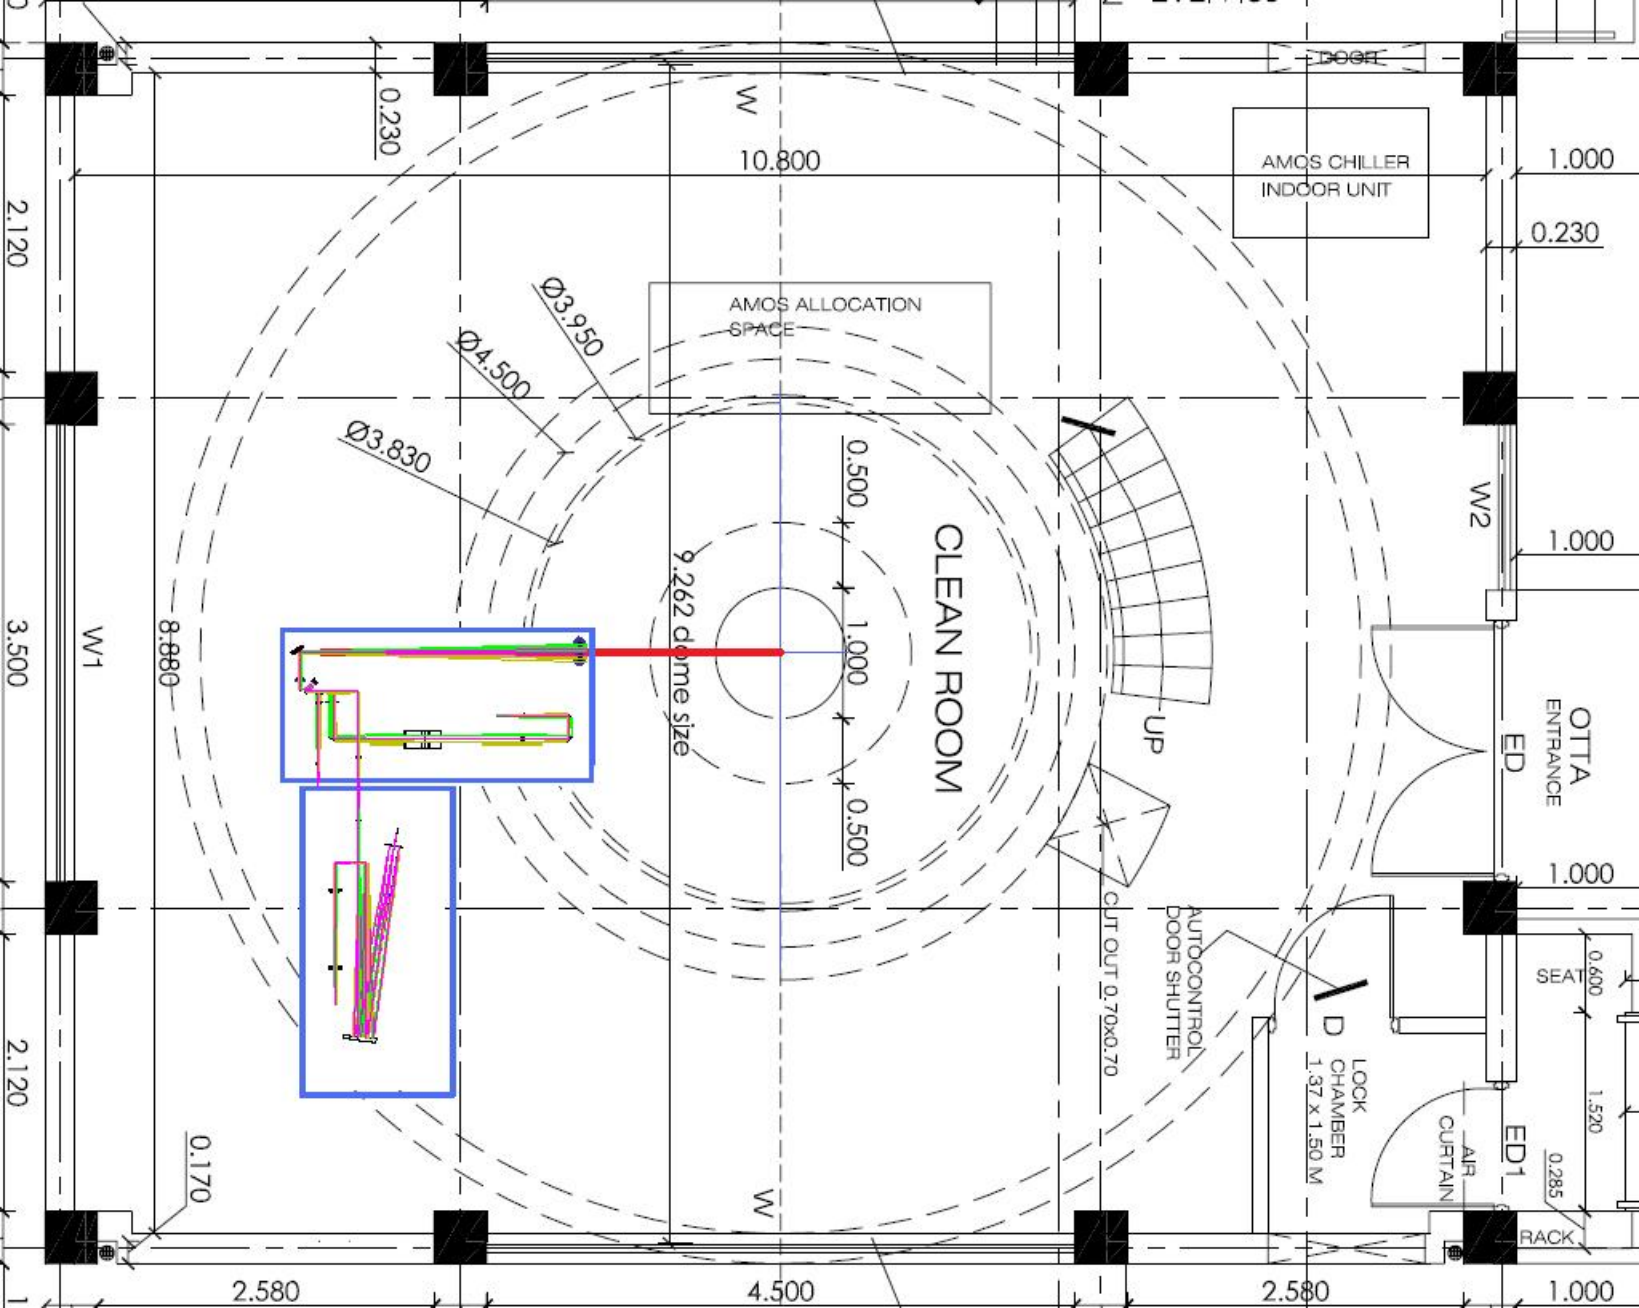 DOOR
0.230
W
10.800
AMOS CHILLER
INDOOR UNIT
1.000
2.120
0.230
Ø3.950
AMOS ALLOCATION
SPACE
Ø4.500
Ø3.830
0.500
W2
CLEAN ROOM
1.000
9.262 dome size
1.000
3.500
W1
8.880
UP
ED
OTTA
ENTRANCE
0.500
1.000
CUT OUT 0.70x0.70
AUTOCONTROL
DOOR SHUTTER
SEAT
0.600
D
LOCK
CHAMBER
1.37 x 1.50 M
2.120
1.520
AIR
CURTAIN
ED1
0.285
0.170
W
RACK
2.580
4.500
2.580
1.000